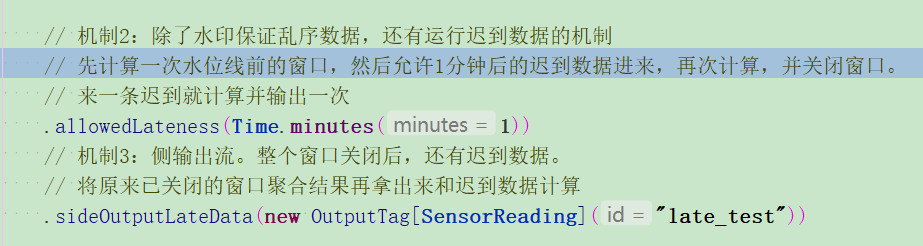 // 机制2：除了水印保证乱序数据，还有运行迟到数据的机制
// 先计算一次水位线前的窗口，然后允许1分钟后的迟到数据进来，再次计算，并关闭窗口。
// 来一条迟到就计算并输出一次
.allowedLateness(Time.minutes( minutes = 1))
// 机制3：侧输出流。整个窗口关闭后，还有迟到数据。
// 将原来已关闭的窗口聚合结果再拿出来和迟到数据计算
.sideOutputLateData(new OutputTag[SensorReading]( id = "late_test"))